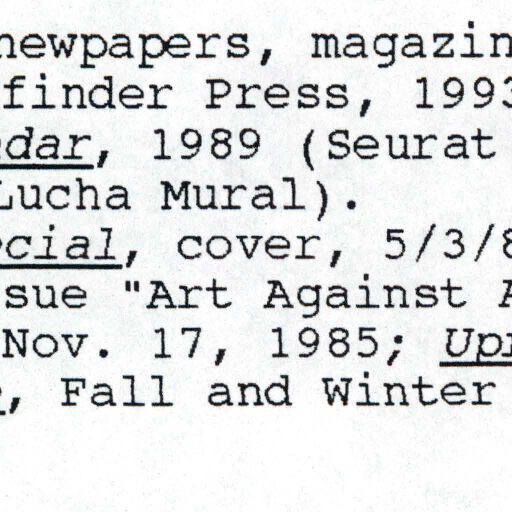 newpapers, magazin
finder Press, 1993
dar, 1989 (Seurat
Lucha Mural).
cial, cover, 5/3/8
sue "Art Against A
Nov. 17, 1985; Upr
, Fall and Winter